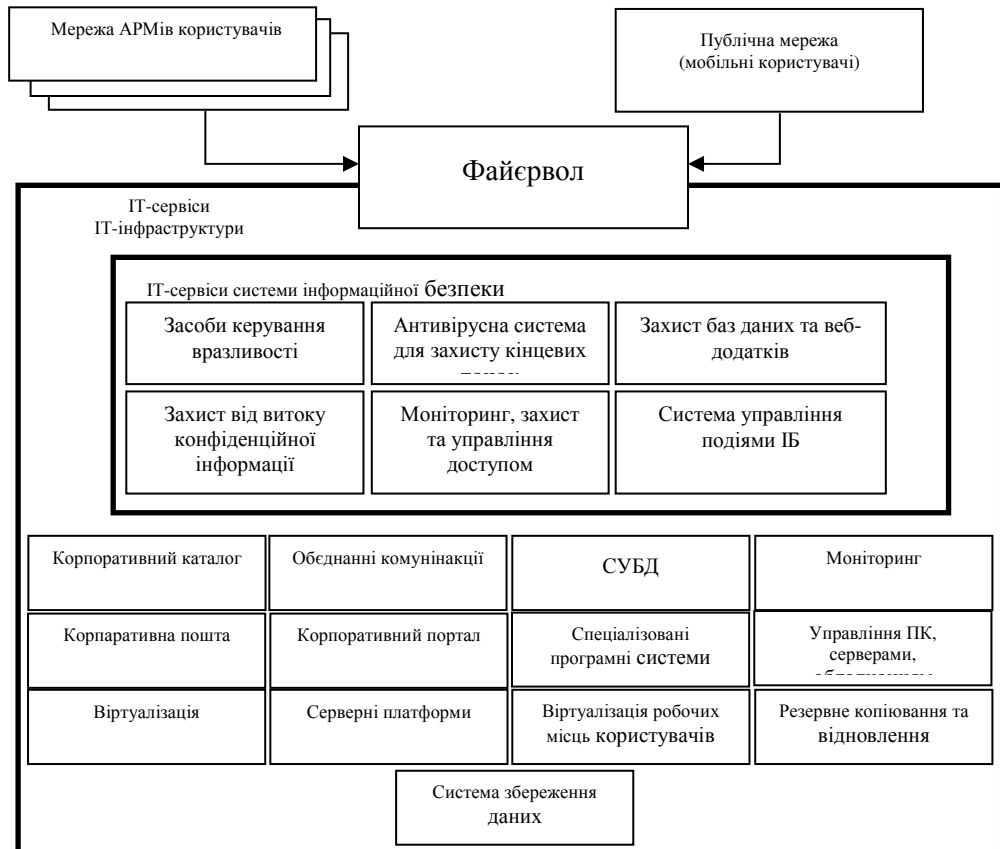 Мережа АРМів користувачів
Публічна мережа
(мобільні користувачі)
Файєрвол
ІТ-сервіси
ІТ-інфраструктури
ІТ-сервіси системи інформаційної безпеки
Засоби керування
вразливості
Антивірусна система
для захисту кінцевих
Захист баз даних та веб-
додатків
Захист від витоку
конфіденційної
інформації
Моніторинг, захист
та управління
доступом
Система управління
подіями ІБ
Корпоративний каталог
Обєднанні комунінакції
СУБД
Моніторинг
Корпаративна пошта
Корпоративний портал
Спеціалізовані
програмні системи
Управління ПК,
серверами,
Віртуалізація
Серверні платформи
Віртуалізація робочих
місць користувачів
Резервне копіювання та
відновлення
Система збереження
даних